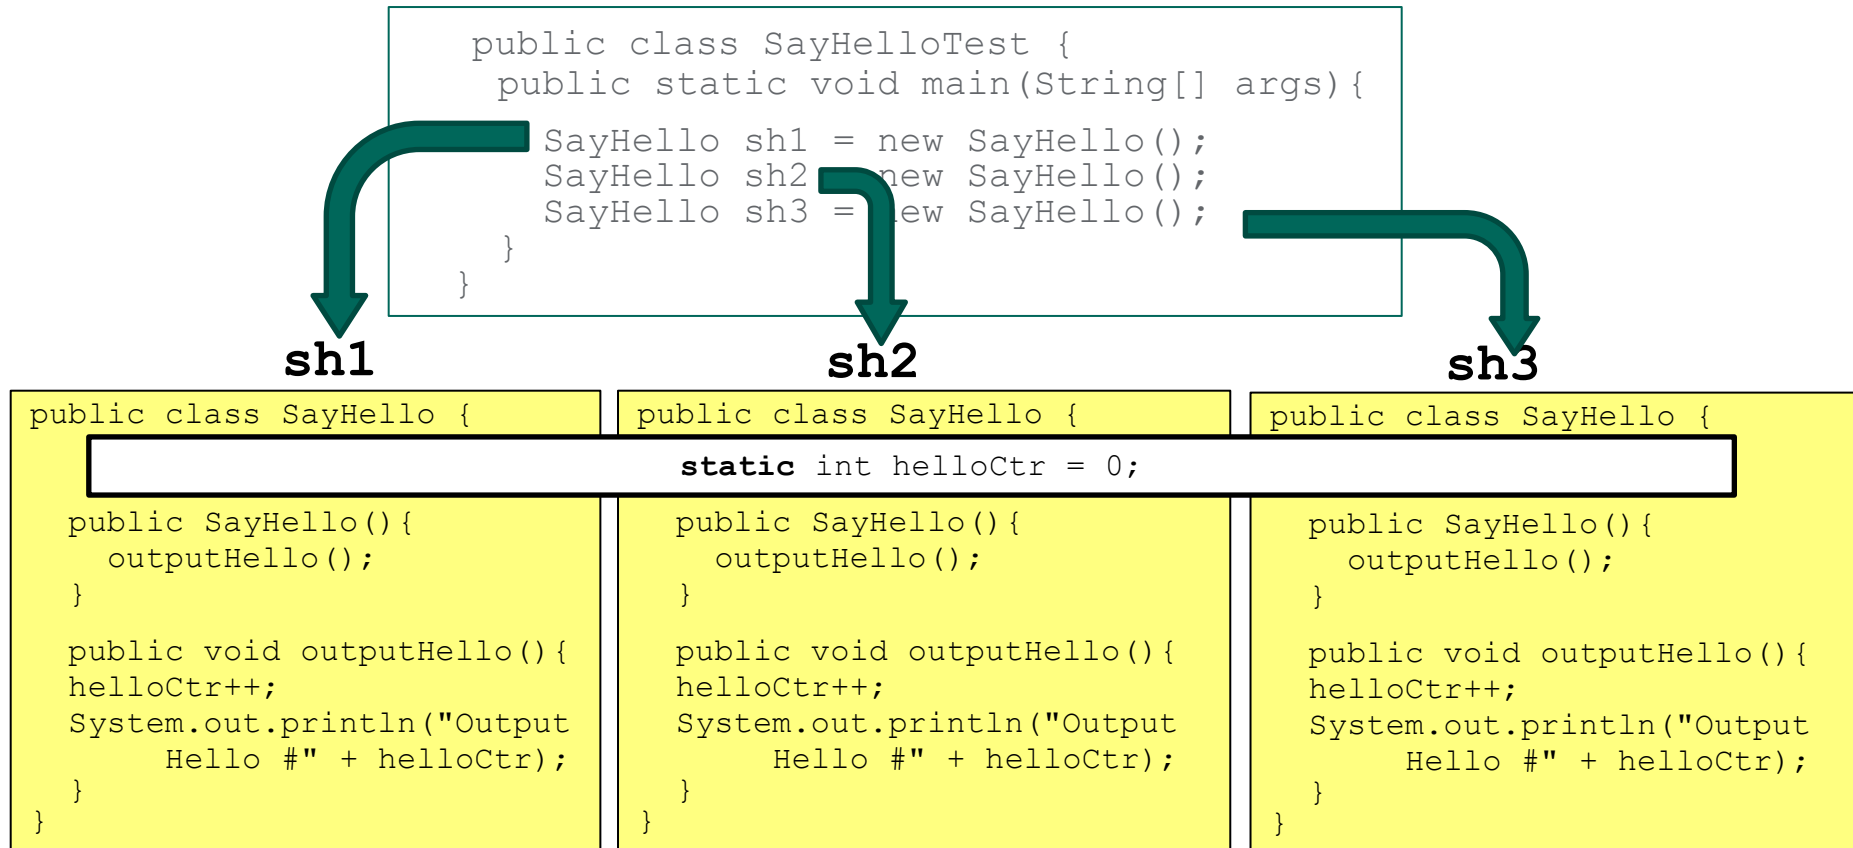 public class SayHelloTest {
public static void main(String[] args){
SayHello sh1 = new SayHello();
SayHello sh2 new SayHello();
SayHello sh3 = new SayHello();
}
}
sh1
sh2
sh3
public class SayHello {
public class SayHello {
public class SayHello {
static int helloCtr = 0;
public SayHello(){
outputHello();
}
public void outputHello(){
helloCtr++;
System.out.println("Output
Hello #" + helloCtr);
}
}
public SayHello(){
outputHello();
}
public void outputHello(){
helloCtr++;
System.out.println("Output
Hello #" + helloCtr);
}
}
public SayHello(){
outputHello();
}
public void outputHello(){
helloCtr++;
System.out.println("Output
Hello #" + helloCtr);
}
}